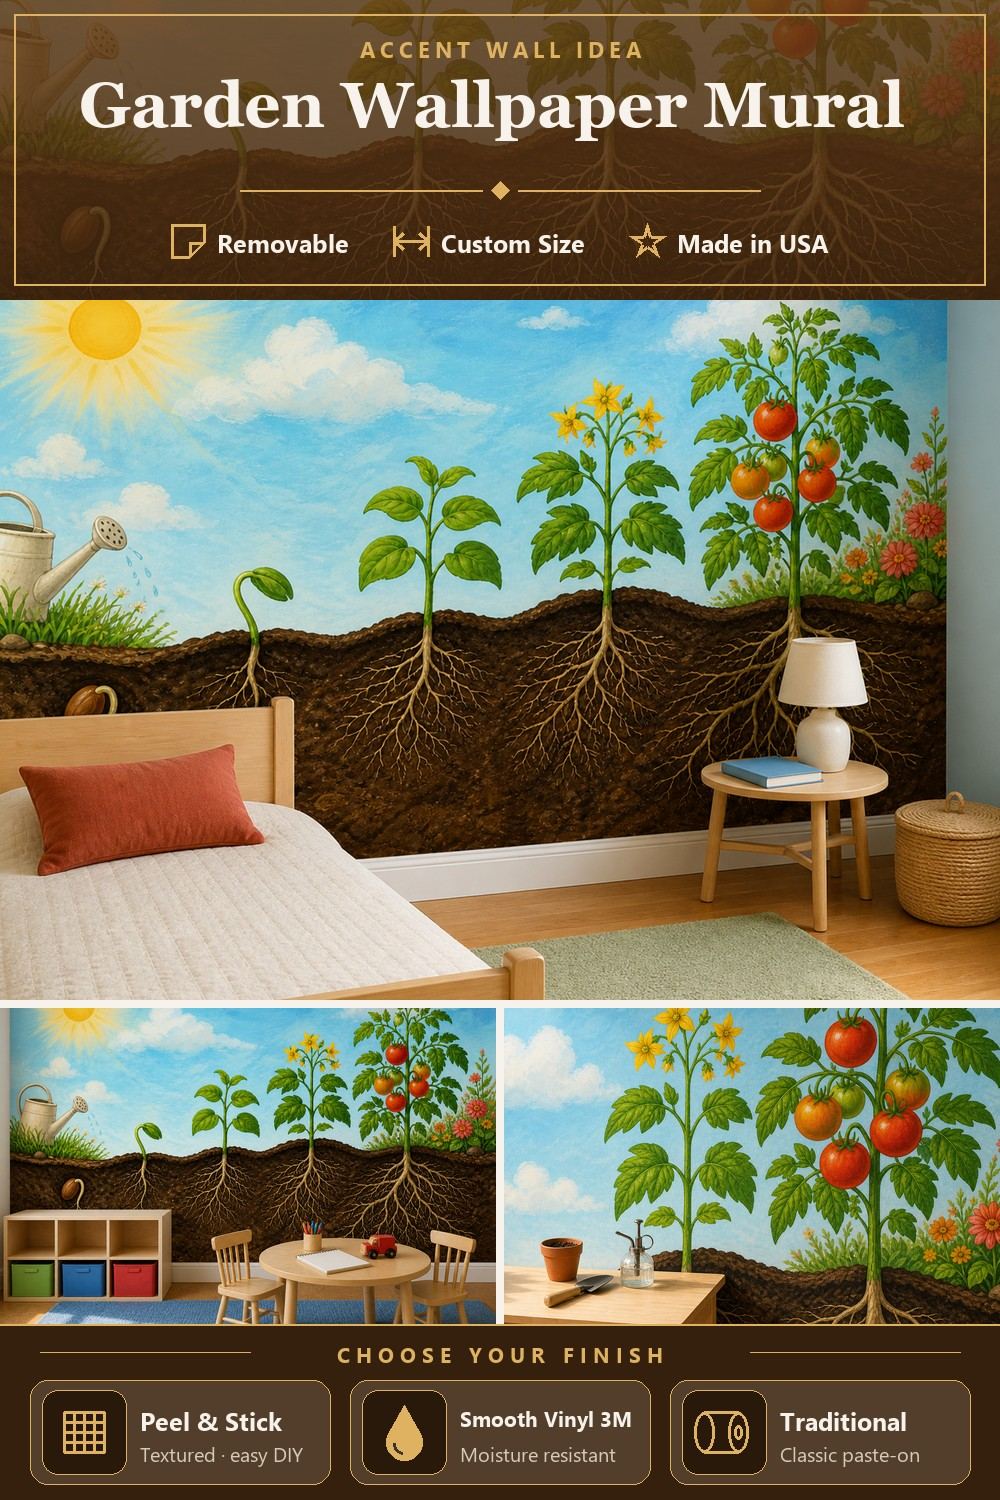 ACCENT WALL IDEA
Garden Wallpaper Mural
Removable
Custom Size
Made in USA
CHOOSE YOUR FINISH
Peel & Stick
Textured · easy DIY
Smooth Vinyl 3M
Moisture resistant
Traditional
Classic paste-on